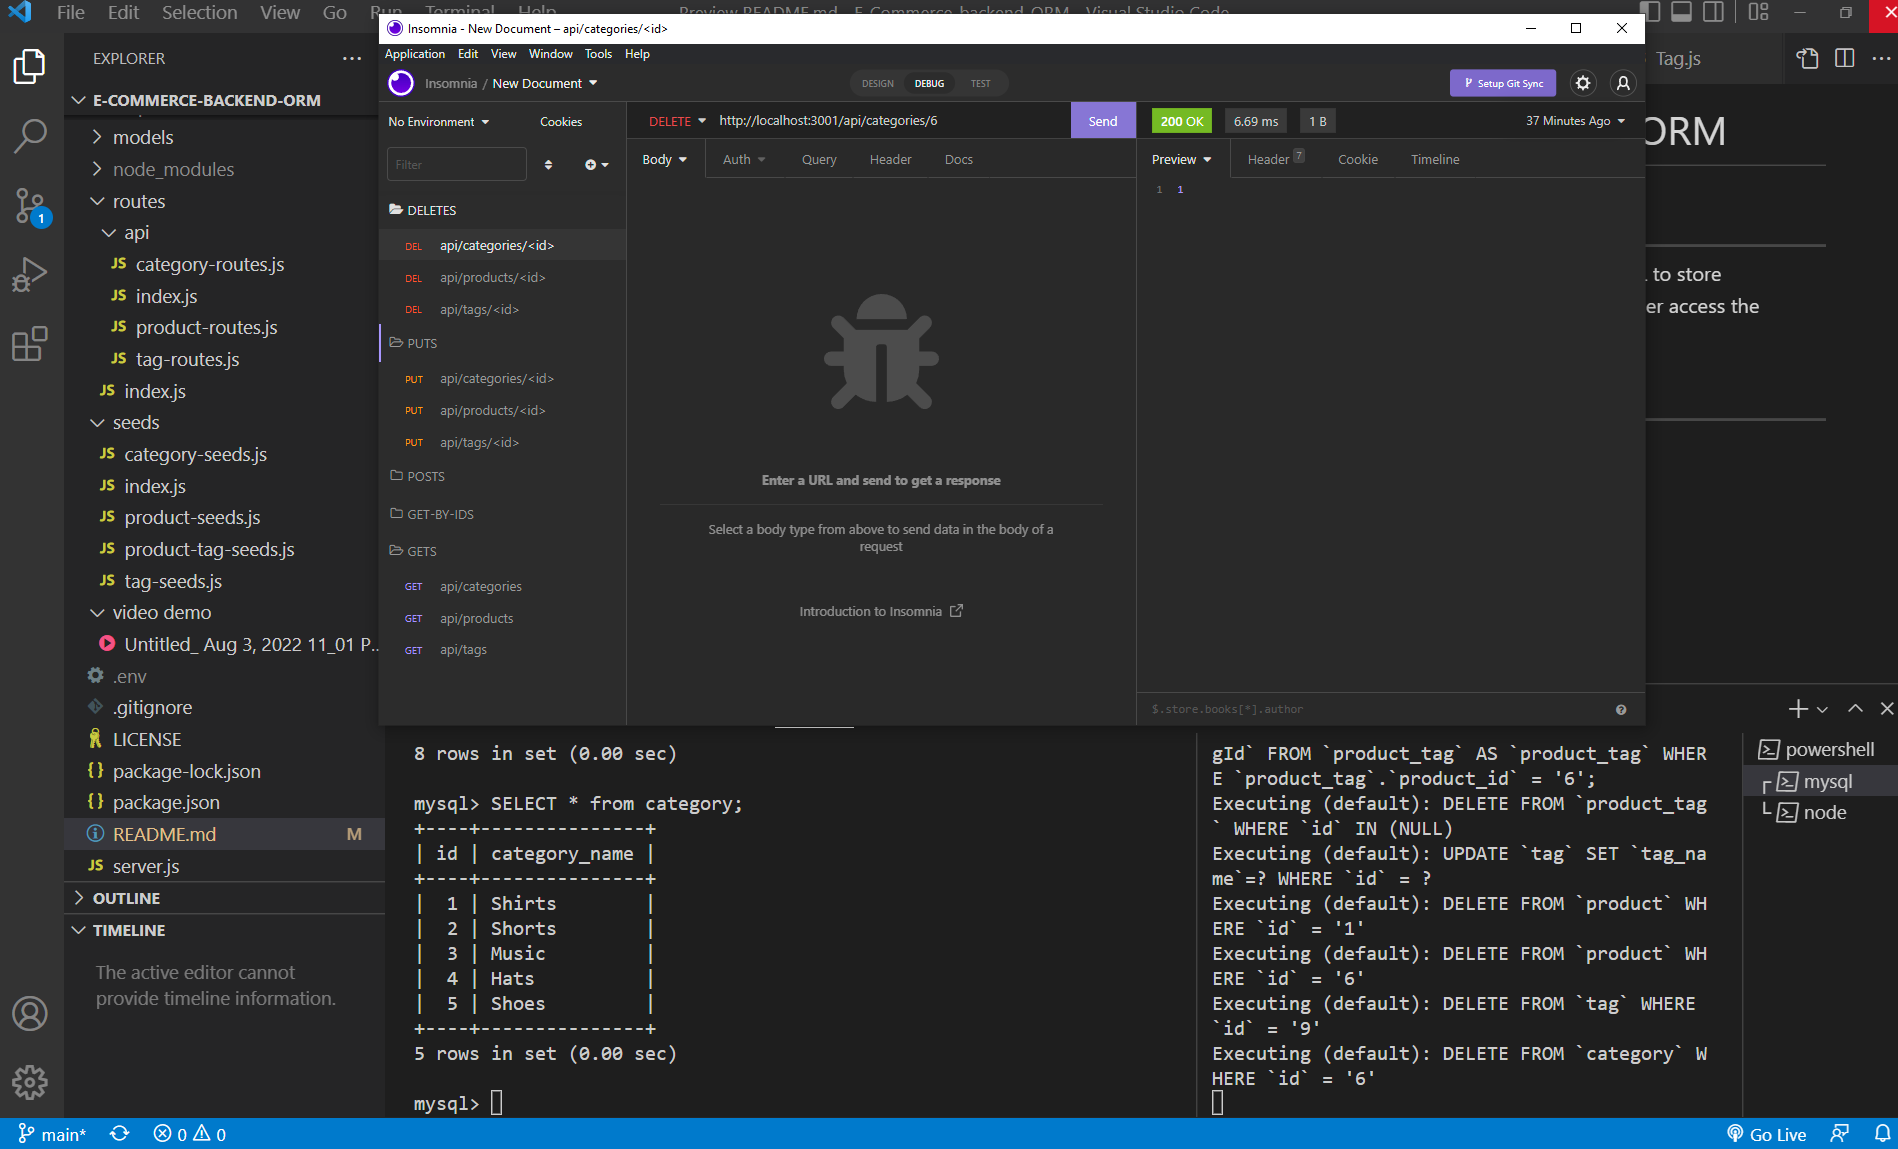 File Edit Selection View Go Run Terminal Help
Preview README.md - E-Commerce-backend-ORM - Visual Studio Code
EXPLORER
E-COMMERCE-BACKEND-ORM
models
node_modules
routes
api
JS category-routes.js
JS index.js
JS product-routes.js
JS tag-routes.js
JS index.js
seeds
JS category-seeds.js
JS index.js
JS product-seeds.js
JS product-tag-seeds.js
JS tag-seeds.js
video demo
Untitled_ Aug 3, 2022 11_01 P...
.env
.gitignore
LICENSE
{} package-lock.json
{} package.json
README.md M
JS server.js
OUTLINE
TIMELINE
The active editor cannot
provide timeline information.
1
Insomnia - New Document – api/categories/<id>
Application Edit View Window Tools Help
Insomnia / New Document
DESIGN DEBUG TEST
Setup Git Sync
No Environment Cookies
Filter
DELETES
DEL api/categories/<id>
DEL api/products/<id>
DEL api/tags/<id>
PUTS
PUT api/categories/<id>
PUT api/products/<id>
PUT api/tags/<id>
POSTS
GET-BY-IDS
GETS
GET api/categories
GET api/products
GET api/tags
DELETE http://localhost:3001/api/categories/6 Send
Body Auth Query Header Docs
Enter a URL and send to get a response
Select a body type from above to send data in the body of a
request
Introduction to Insomnia
200 OK 6.69 ms 1 B 37 Minutes Ago
Preview Header 7 Cookie Timeline
1 1
$.store.books[*].author
Tag.js
ORM
to store
er access the
8 rows in set (0.00 sec)
mysql> SELECT * from category;
+----+---------------+
| id | category_name |
+----+---------------+
| 1 | Shirts |
| 2 | Shorts |
| 3 | Music |
| 4 | Hats |
| 5 | Shoes |
+----+---------------+
5 rows in set (0.00 sec)
mysql>
gId` FROM `product_tag` AS `product_tag` WHER
E `product_tag`.`product_id` = '6';
Executing (default): DELETE FROM `product_tag
` WHERE `id` IN (NULL)
Executing (default): UPDATE `tag` SET `tag_na
me`=? WHERE `id` = ?
Executing (default): DELETE FROM `product` WH
ERE `id` = '1'
Executing (default): DELETE FROM `product` WH
ERE `id` = '6'
Executing (default): DELETE FROM `tag` WHERE
`id` = '9'
Executing (default): DELETE FROM `category` W
HERE `id` = '6'
powershell
mysql
node
main* 0 0 Go Live